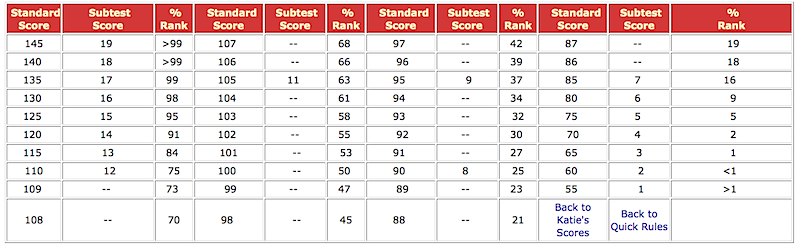 Standard Score Subtest Score % Rank Standard Score Subtest Score % Rank Standard Score Subtest Score % Rank Standard Score Subtest Score % Rank
145 19 >99 107 -- 68 97 -- 42 87 -- 19
140 18 >99 106 -- 66 96 -- 39 86 -- 18
135 17 99 105 11 63 95 9 37 85 7 16
130 16 98 104 -- 61 94 -- 34 80 6 9
125 15 95 103 -- 58 93 -- 32 75 5 5
120 14 91 102 -- 55 92 -- 30 70 4 2
115 13 84 101 -- 53 91 -- 27 65 3 1
110 12 75 100 -- 50 90 8 25 60 2 <1
109 -- 73 99 -- 47 89 -- 23 55 1 >1
108 -- 70 98 -- 45 88 -- 21 Back to Katie's Scores Back to Quick Rules